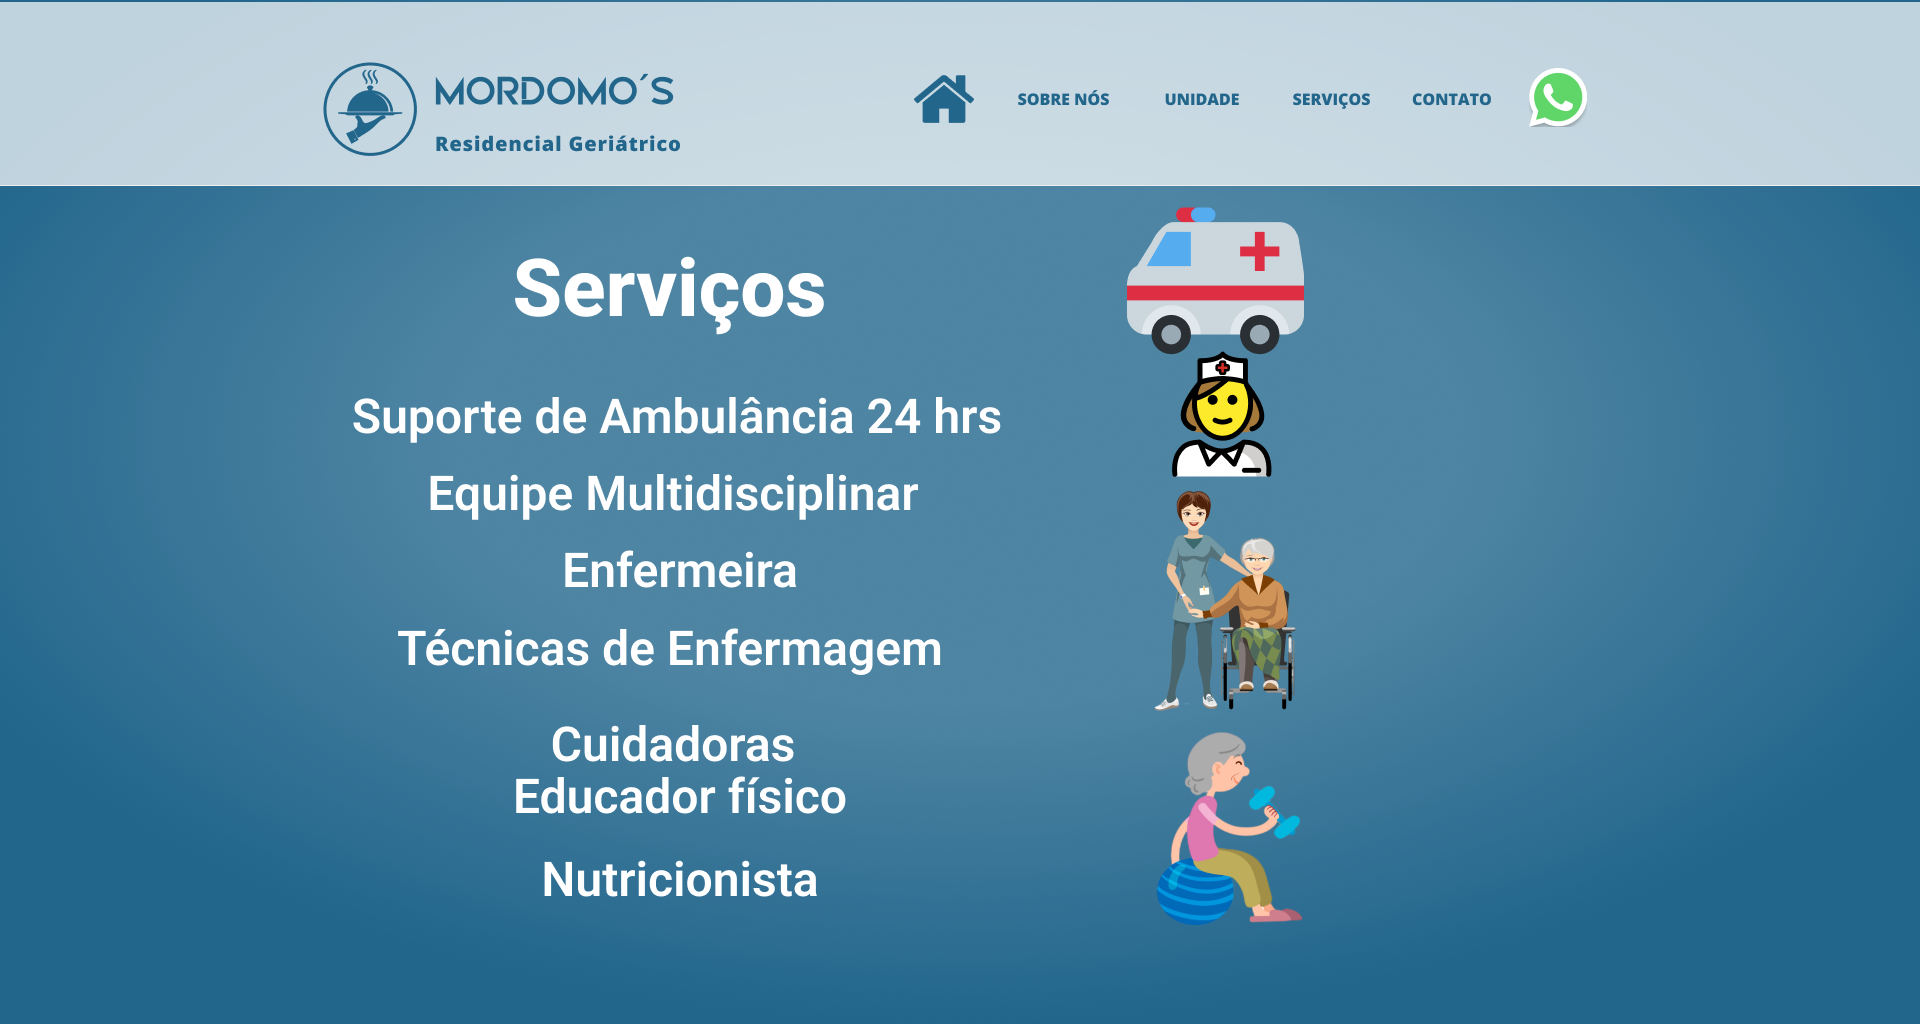 MORDOMO´S
Residencial Geriátrico
SOBRE NÓS
UNIDADE
SERVIÇOS
CONTATO
Serviços
Suporte de Ambulância 24 hrs
Equipe Multidisciplinar
Enfermeira
Técnicas de Enfermagem
Cuidadoras
Educador físico
Nutricionista